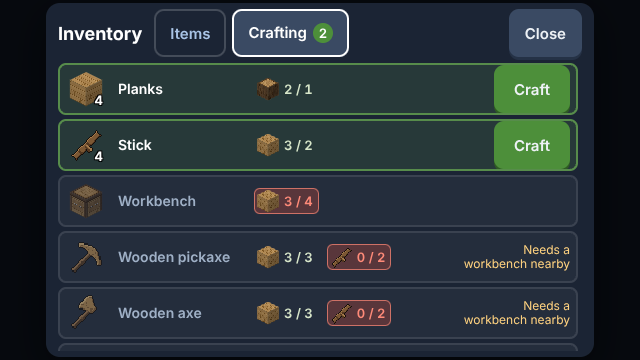 Inventory
Items
Crafting 2
Close
4
Planks
2 / 1
Craft
4
Stick
3 / 2
Craft
Workbench
3 / 4
Wooden pickaxe
3 / 3
0 / 2
Needs a
workbench nearby
Wooden axe
3 / 3
0 / 2
Needs a
workbench nearby